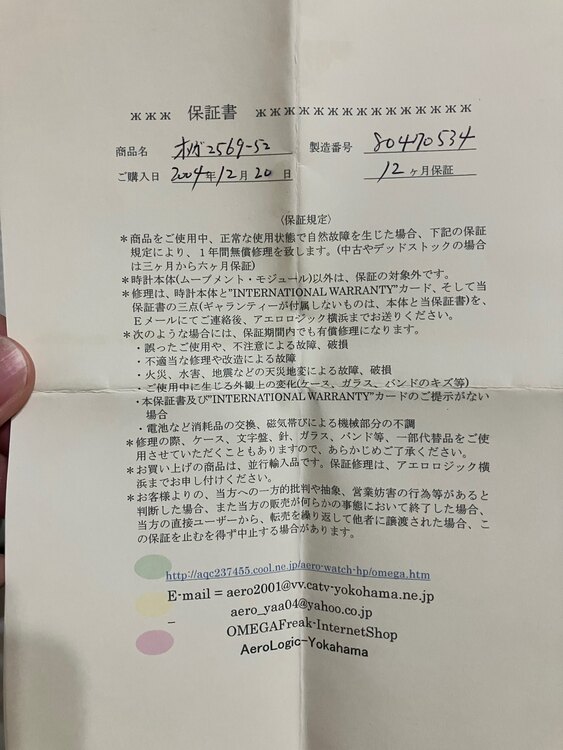 ж ж ж 保証書 ж ж ж ж ж ж ж ж ж ж ж ж ж ж ж
商品名 オメガ2569-52 製造番号 80470534
ご購入日 2004年12月20日 12ヶ月保証
〈保証規定〉
＊商品をご使用中、正常な使用状態で自然故障を生じた場合、下記の保証
規定により、1年間無償修理を致します。(中古やデッドストックの場合
は三ヶ月から六ヶ月保証)
＊時計本体(ムーブメント・モジュール)以外は、保証の対象外です。
＊修理は、時計本体と"INTERNATIONAL WARRANTY"カード、そして当
保証書の三点(ギャランティーが付属しないものは、本体と当保証書)を、
Eメールにてご連絡後、アエロロジック横浜までお送りください。
＊次のような場合には、保証期間内でも有償修理になります。
・誤ったご使用や、不注意による故障、破損
・不適当な修理や改造による故障
・火災、水害、地震などの天災地変による故障、破損
・ご使用中に生じる外観上の変化(ケース、ガラス、バンドのキズ等)
・本保証書及び"INTERNATIONAL WARRANTY"カードのご提示がない
場合
・電池など消耗品の交換、磁気帯びによる機械部分の不調
＊修理の際、ケース、文字盤、針、ガラス、バンド等、一部代替品をご使
用させていただくこともありますので、あらかじめご了承ください。
＊お買い上げの商品は、並行輸入品です。保証修理は、アエロロジック横
浜までお申し付けください。
＊お客様よりの、当方への一方的批判や抽象、営業妨害の行為等があると
判断した場合、また当方の販売が何らかの事態において終了した場合、
当方の直接ユーザーから、転売を繰り返して他者に譲渡された場合、こ
の保証を止むを得ず中止する場合があります。
http://aqc237455.cool.ne.jp/aero-watch-hp/omega.htm
E-mail = aero2001@vv.catv-yokohama.ne.jp
aero_yaa04@yahoo.co.jp
OMEGAFreak-InternetShop
AeroLogic-Yokahama